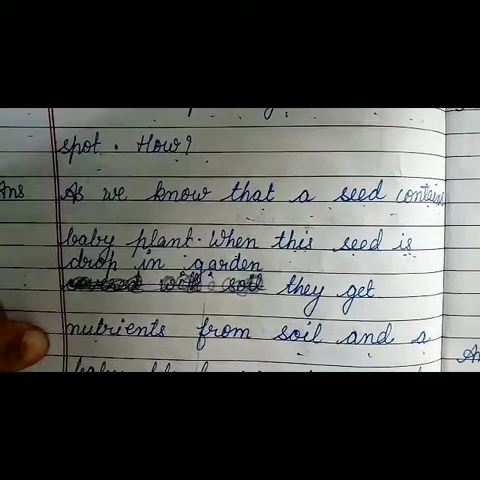 spot. How?
Ans As we know that a seed contains
baby plant. When this seed is
drop in garden
they get
nutrients from soil and a